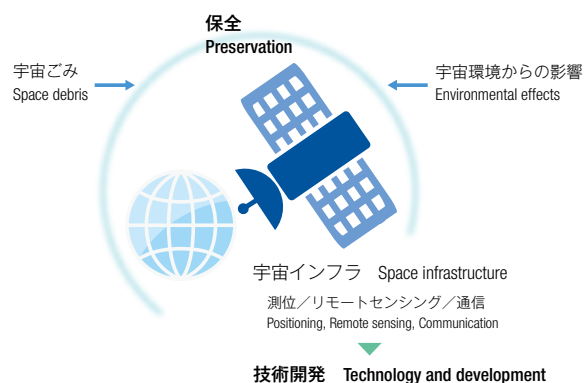 保全
Preservation
宇宙ごみ
Space debris
宇宙環境からの影響
Environmental effects
宇宙インフラ Space infrastructure
測位／リモートセンシング／通信
Positioning, Remote sensing, Communication
技術開発 Technology and development